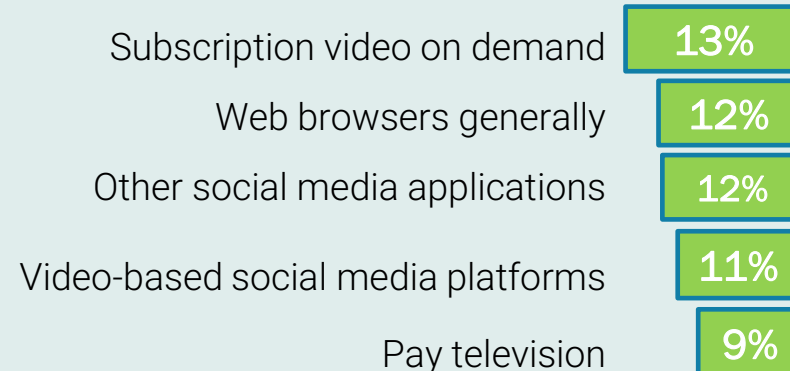 Subscription video on demand 13%
Web browsers generally 12%
Other social media applications 12%
Video-based social media platforms 11%
Pay television 9%